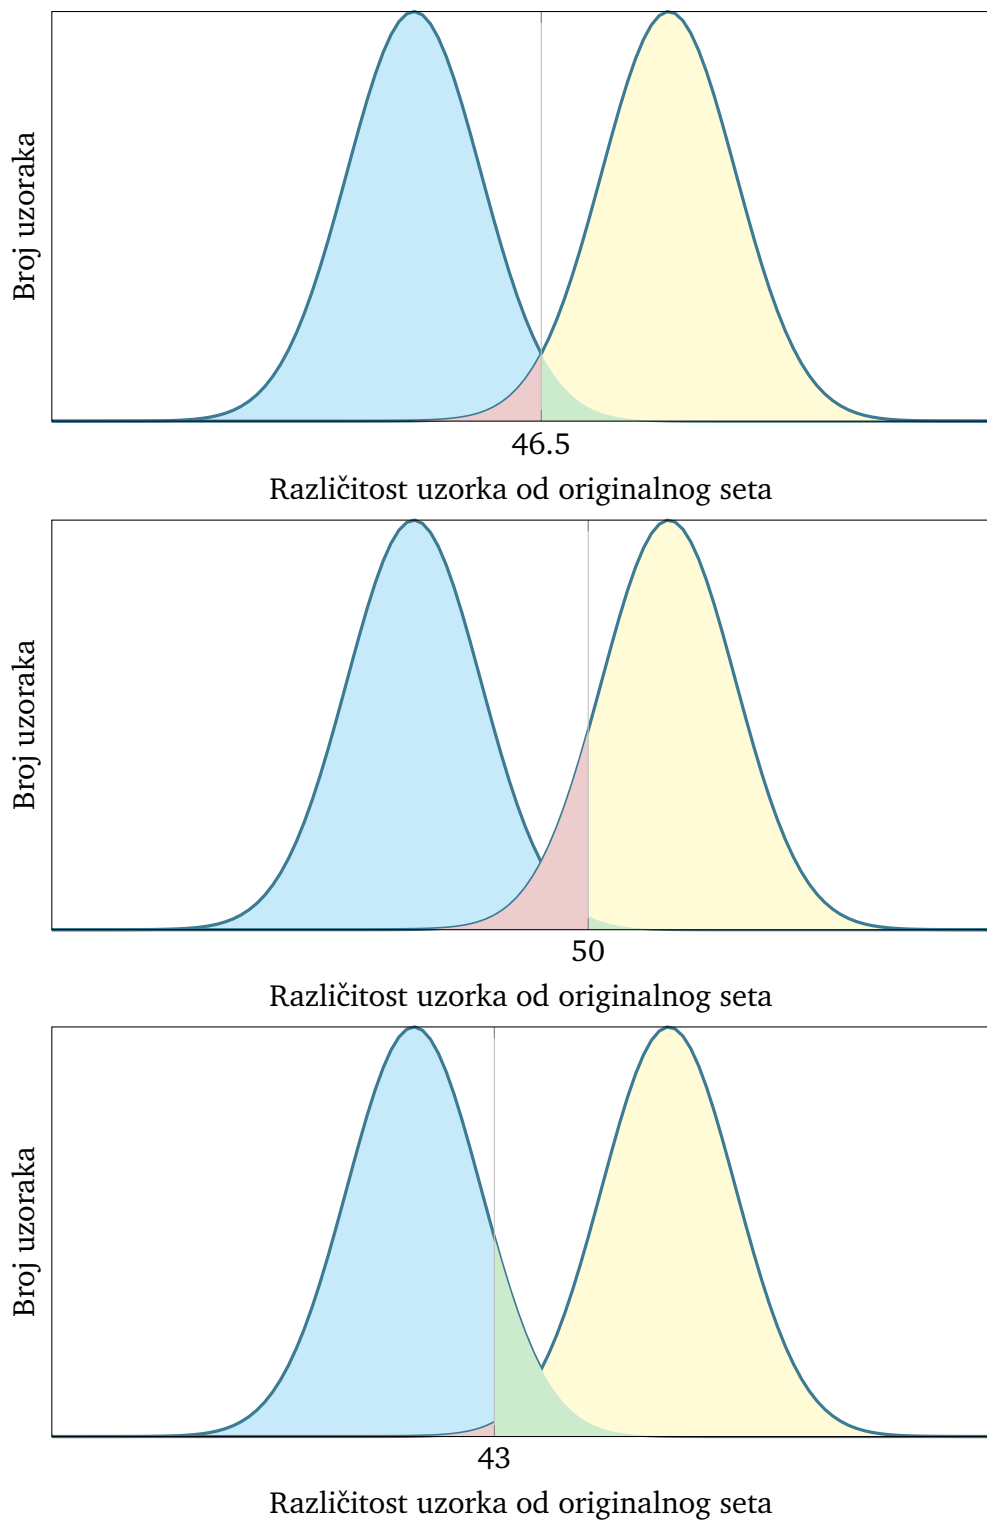 Broj uzoraka
46.5
Različitost uzorka od originalnog seta
Broj uzoraka
50
Različitost uzorka od originalnog seta
Broj uzoraka
43
Različitost uzorka od originalnog seta